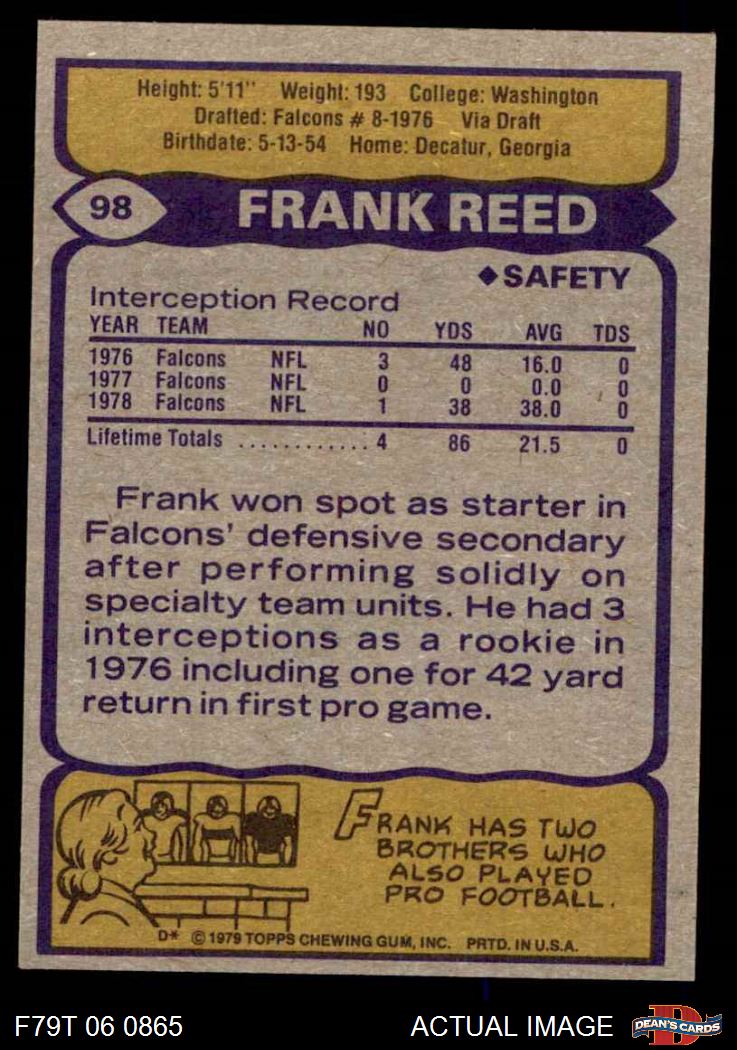 Height: 5'11" Weight: 193 College: Washington
Drafted: Falcons # 8-1976 Via Draft
Birthdate: 5-13-54 Home: Decatur, Georgia
98 FRANK REED
◆SAFETY
Interception Record
YEAR TEAM NO YDS AVG TDS
1976 Falcons NFL 3 48 16.0 0
1977 Falcons NFL 0 0 0.0 0
1978 Falcons NFL 1 38 38.0 0
Lifetime Totals ............ 4 86 21.5 0
Frank won spot as starter in
Falcons' defensive secondary
after performing solidly on
specialty team units. He had 3
interceptions as a rookie in
1976 including one for 42 yard
return in first pro game.
FRANK HAS TWO
BROTHERS WHO
ALSO PLAYED
PRO FOOTBALL.
D* © 1979 TOPPS CHEWING GUM, INC. PRTD. IN U.S.A.
F79T 06 0865 ACTUAL IMAGE D DEAN'S CARDS